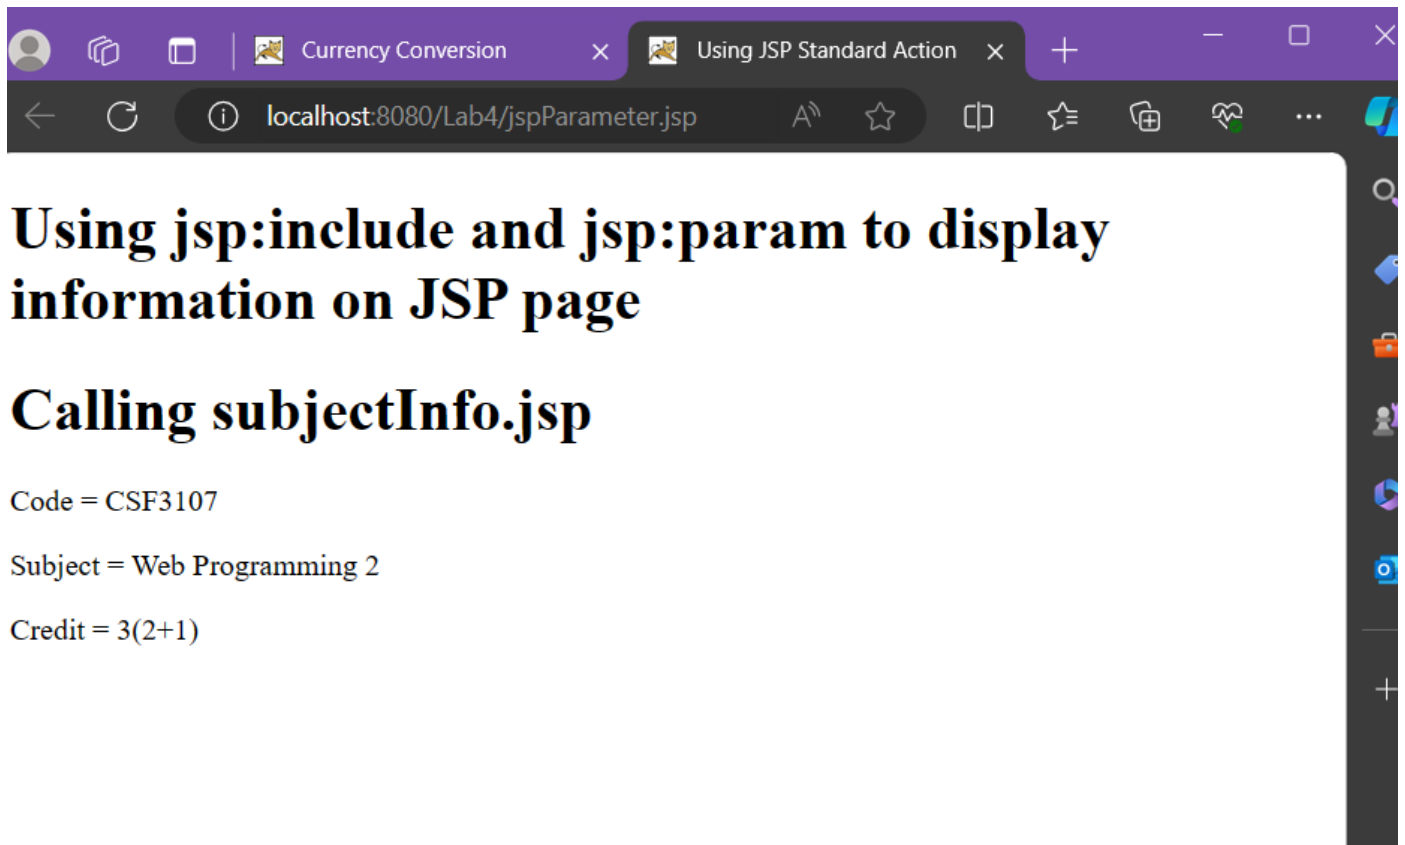 Currency Conversion
Using JSP Standard Action
localhost:8080/Lab4/jspParameter.jsp
Using jsp:include and jsp:param to display
information on JSP page
Calling subjectInfo.jsp
Code = CSF3107
Subject = Web Programming 2
Credit = 3(2+1)